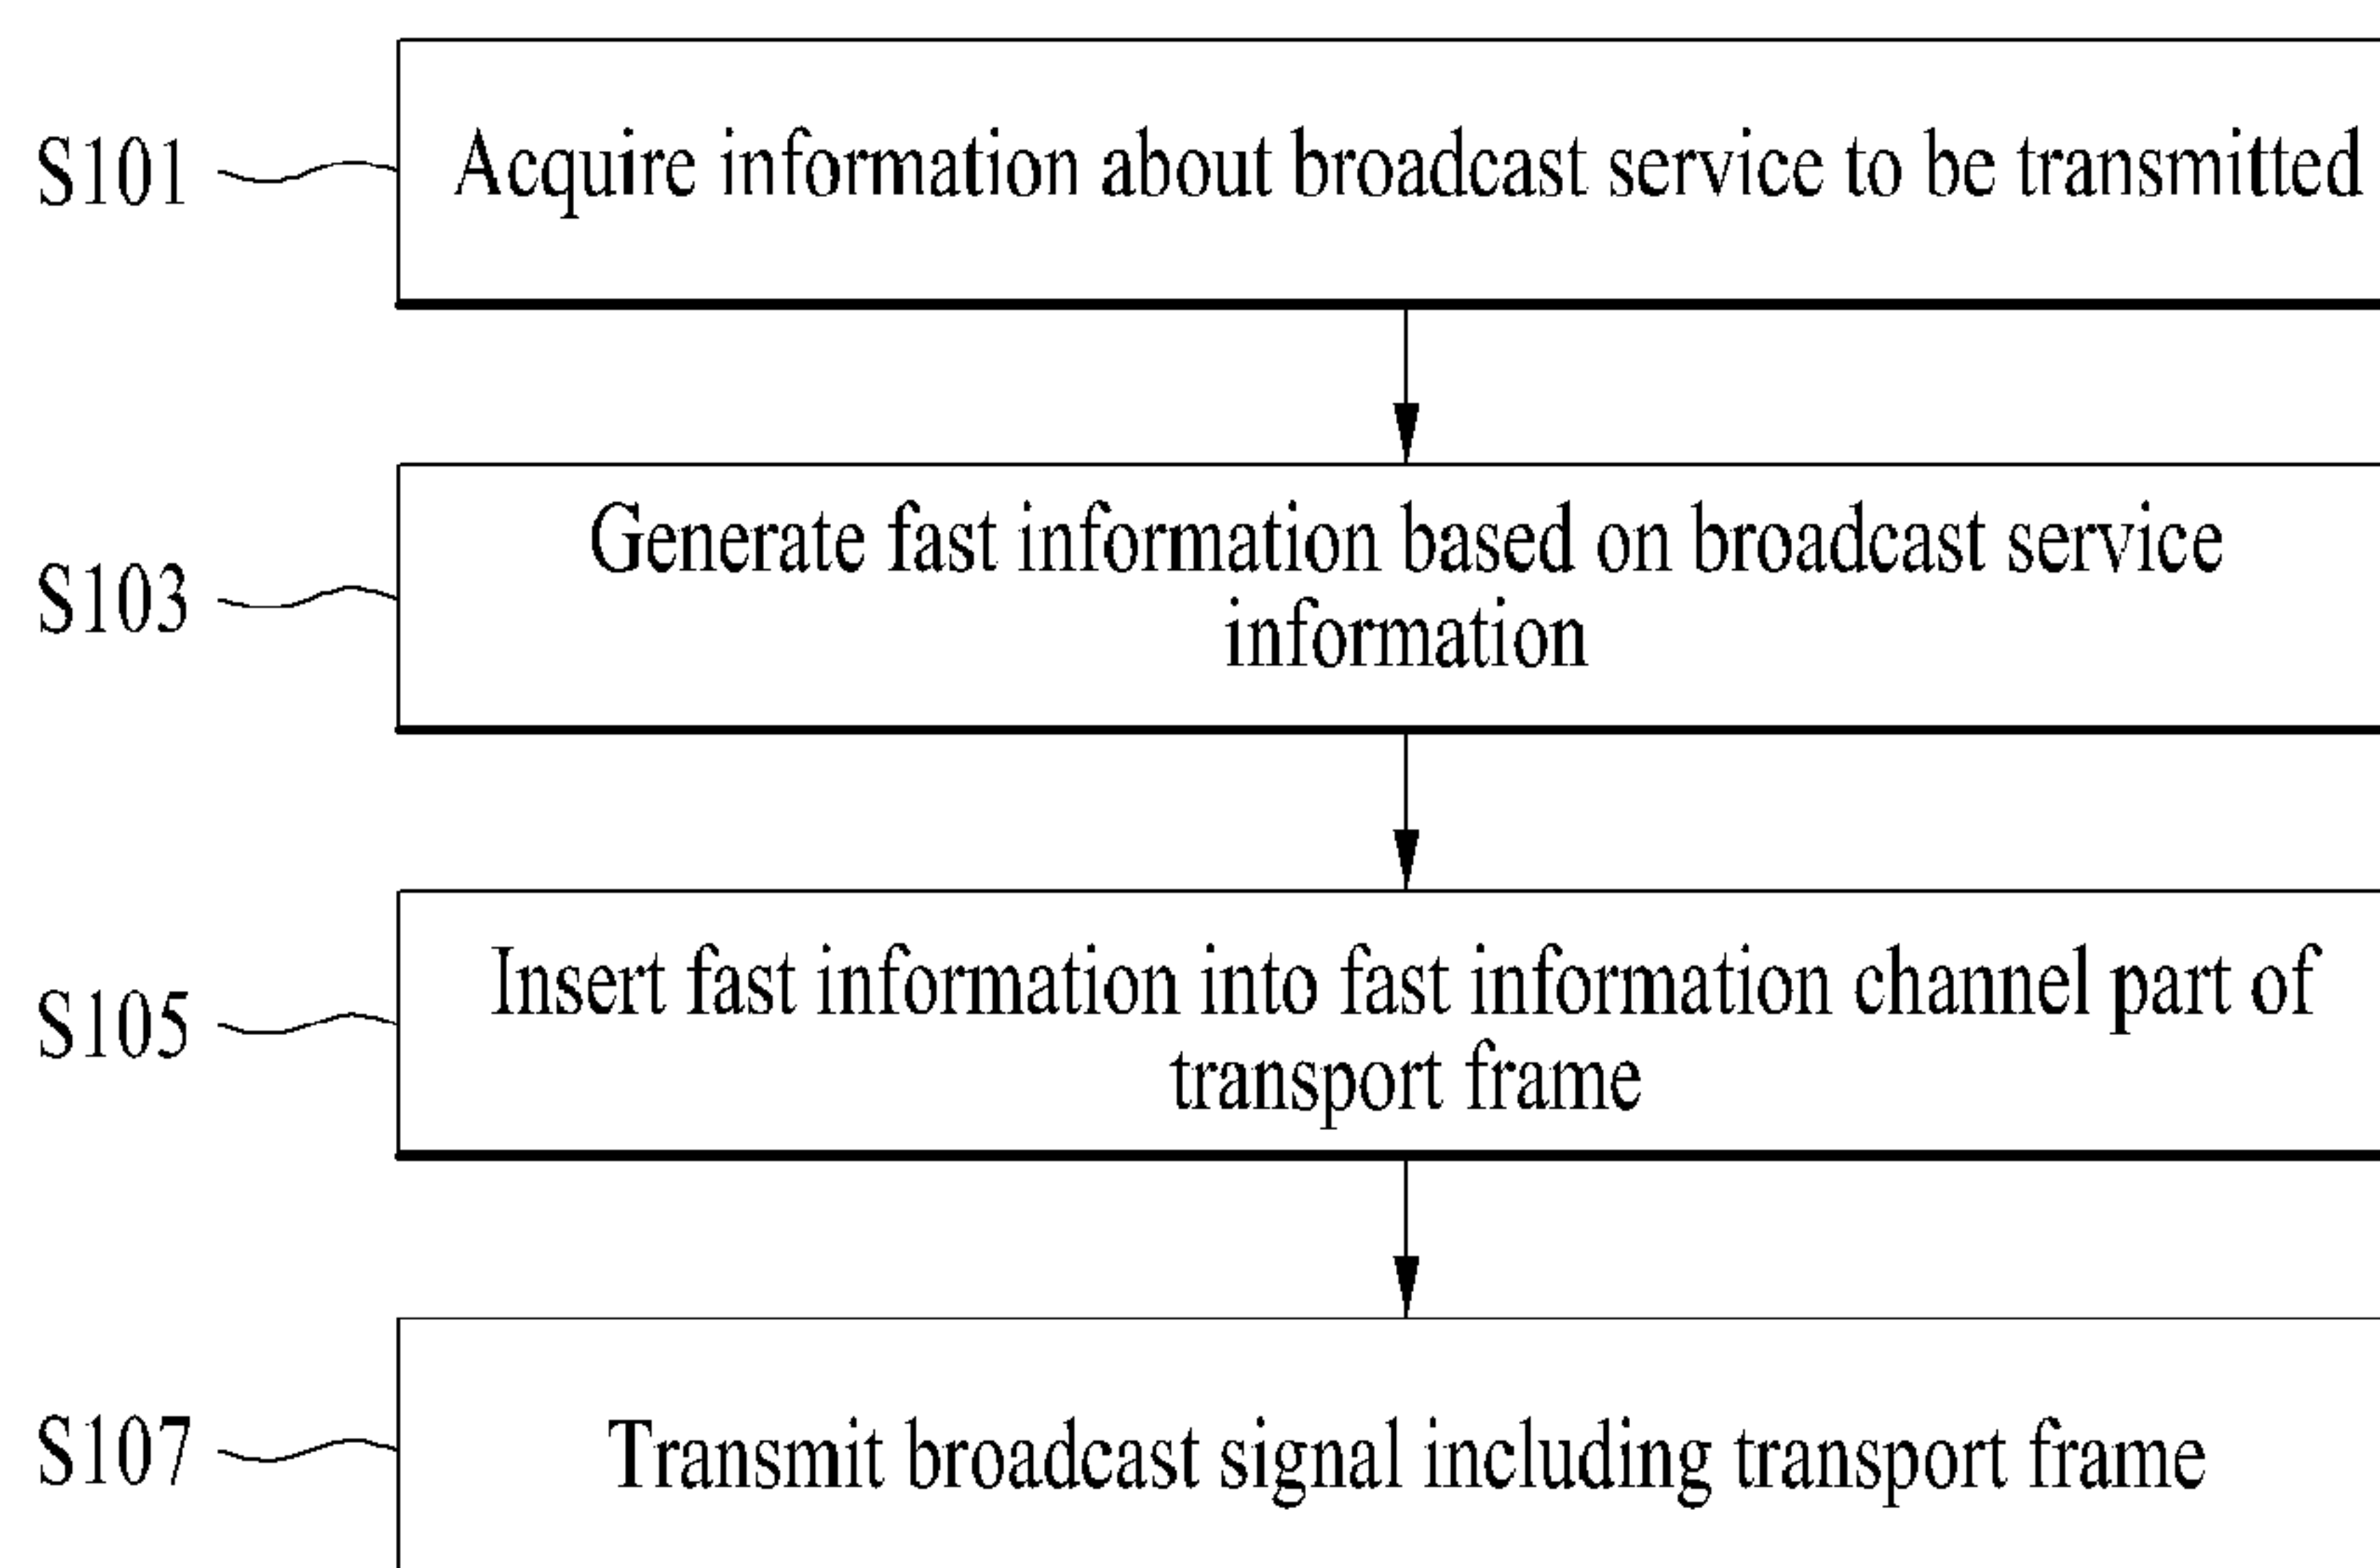 S101
Acquire information about broadcast service to be transmitted
S103
Generate fast information based on broadcast service
information
S105
Insert fast information into fast information channel part of
transport frame
S107
Transmit broadcast signal including transport frame